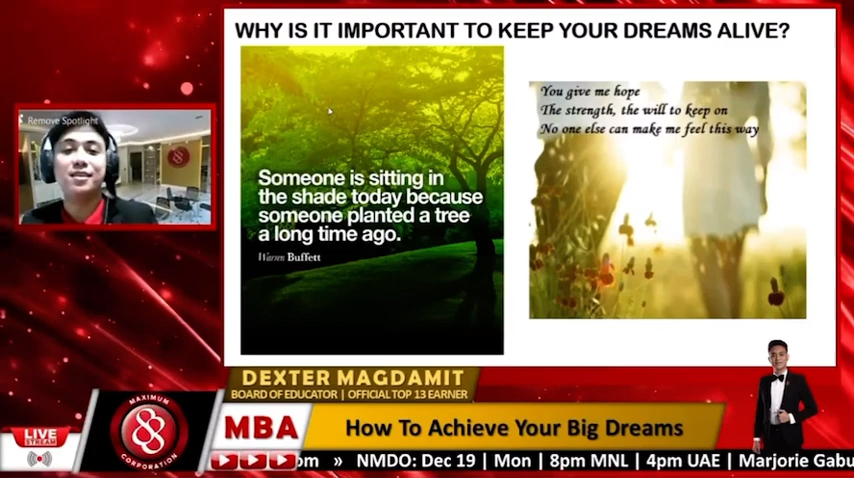 WHY IS IT IMPORTANT TO KEEP YOUR DREAMS ALIVE?
Remove Spotlight
Someone is sitting in
the shade today because
someone planted a tree
a long time ago.
Warren Buffett
You give me hope
The strength, the will to keep on
No one else can make me feel this way
DEXTER MAGDAMIT
BOARD OF EDUCATOR | OFFICIAL TOP 13 EARNER
LIVE
STREAM
MAXIMUM
88
CORPORATION
MBA
How To Achieve Your Big Dreams
om » NMDO: Dec 19 | Mon | 8pm MNL | 4pm UAE | Marjorie Gabu